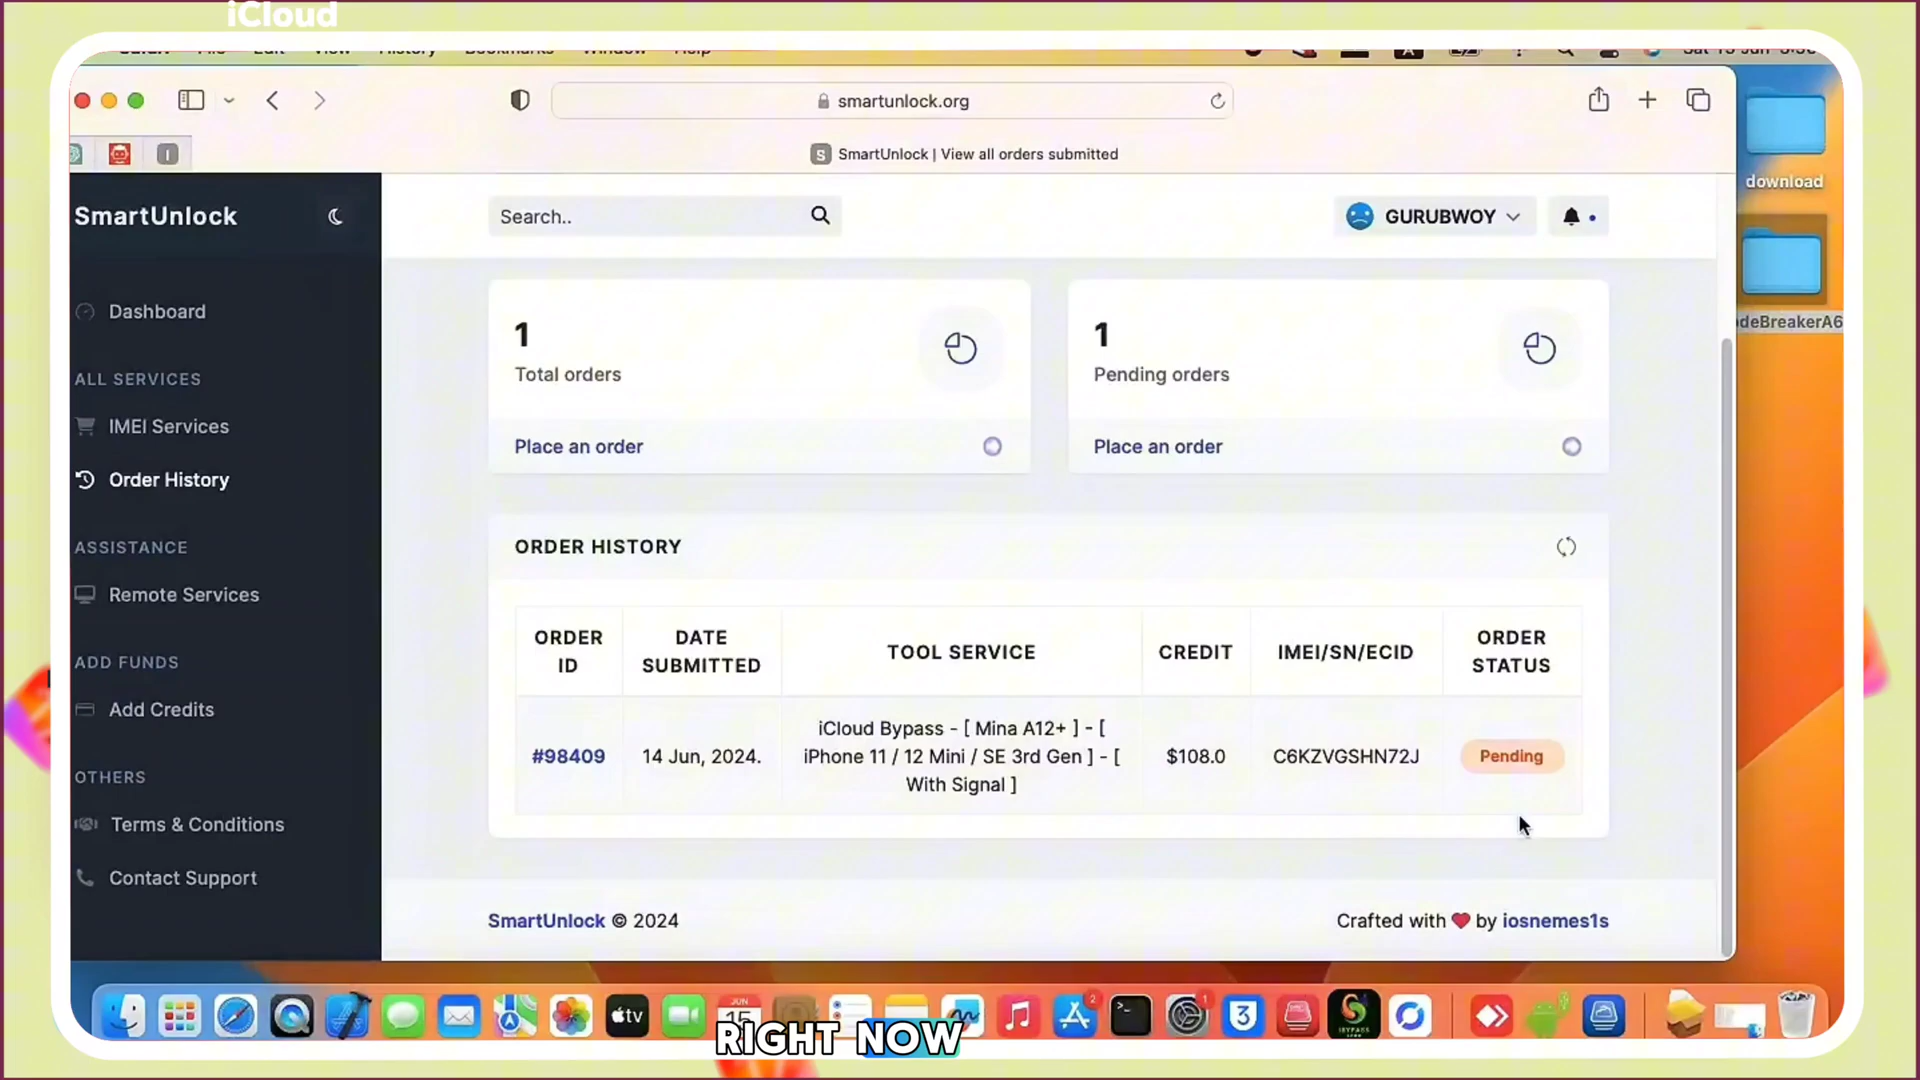 iCloud
smartunlock.org
SmartUnlock | View all orders submitted
download
SmartUnlock
Search..
GURUBWOY
deBreakerA6
Dashboard
1
1
Total orders
Pending orders
ALL SERVICES
IMEI Services
Place an order
Place an order
Order History
ASSISTANCE
ORDER HISTORY
Remote Services
ORDER ID
DATE SUBMITTED
TOOL SERVICE
CREDIT
IMEI/SN/ECID
ORDER STATUS
ADD FUNDS
Add Credits
#98409
14 Jun, 2024.
iCloud Bypass - [ Mina A12+ ] - [
iPhone 11 / 12 Mini / SE 3rd Gen ] - [
With Signal ]
$108.0
C6KZVGSHN72J
Pending
OTHERS
Terms & Conditions
Contact Support
SmartUnlock © 2024
Crafted with ❤ by iosnemes1s
tv
JUN
RIGHT NOW